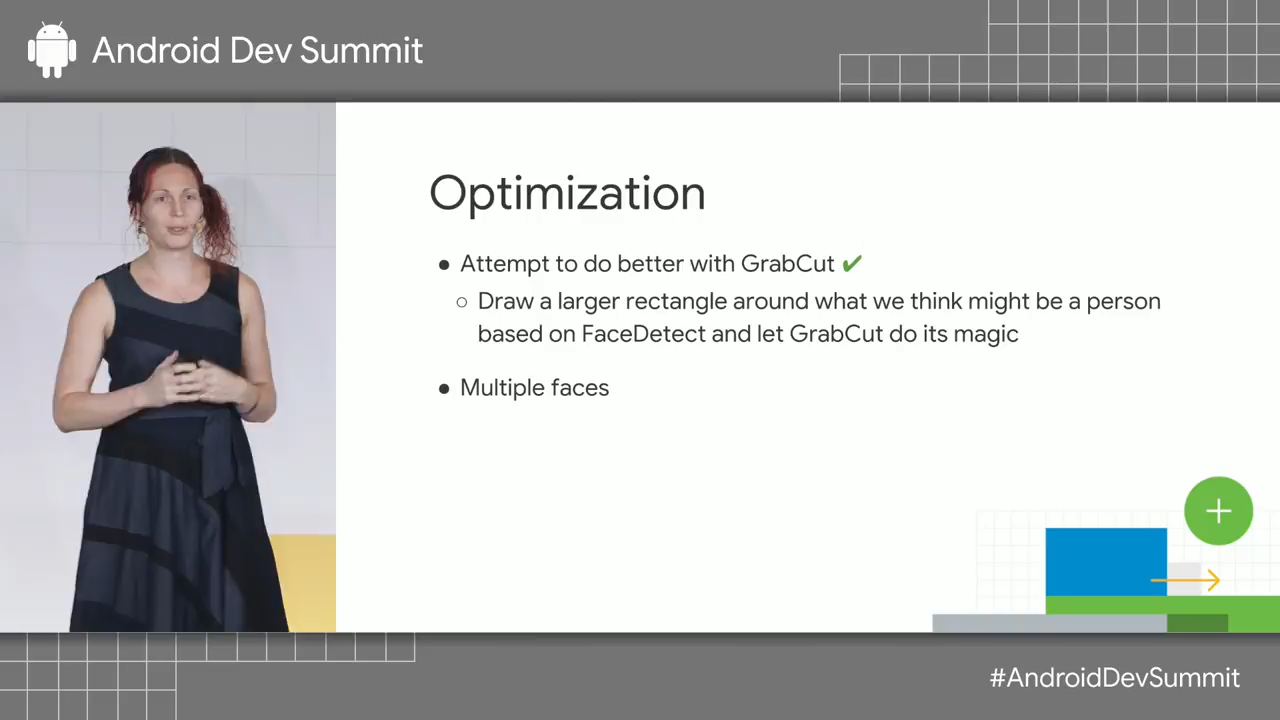 Android Dev Summit
Optimization
● Attempt to do better with GrabCut ✔
○ Draw a larger rectangle around what we think might be a person
based on FaceDetect and let GrabCut do its magic
● Multiple faces
#AndroidDevSummit